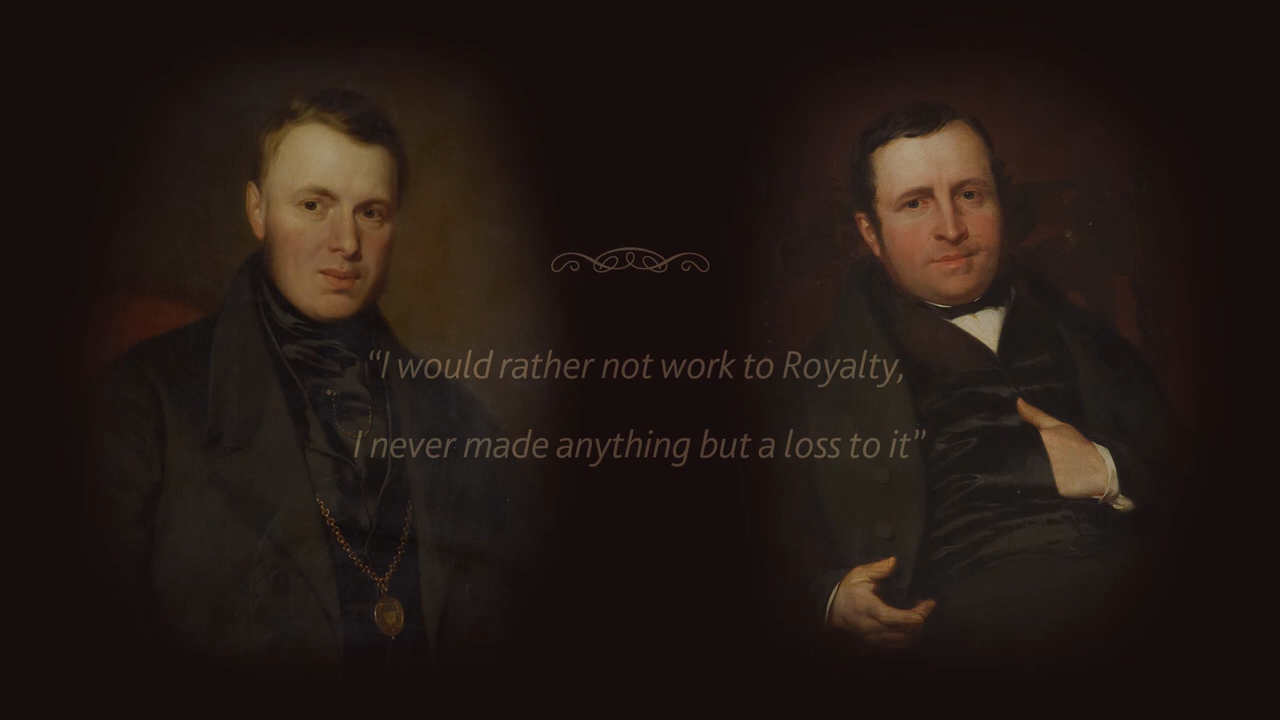 “I would rather not work to Royalty,
I never made anything but a loss to it”